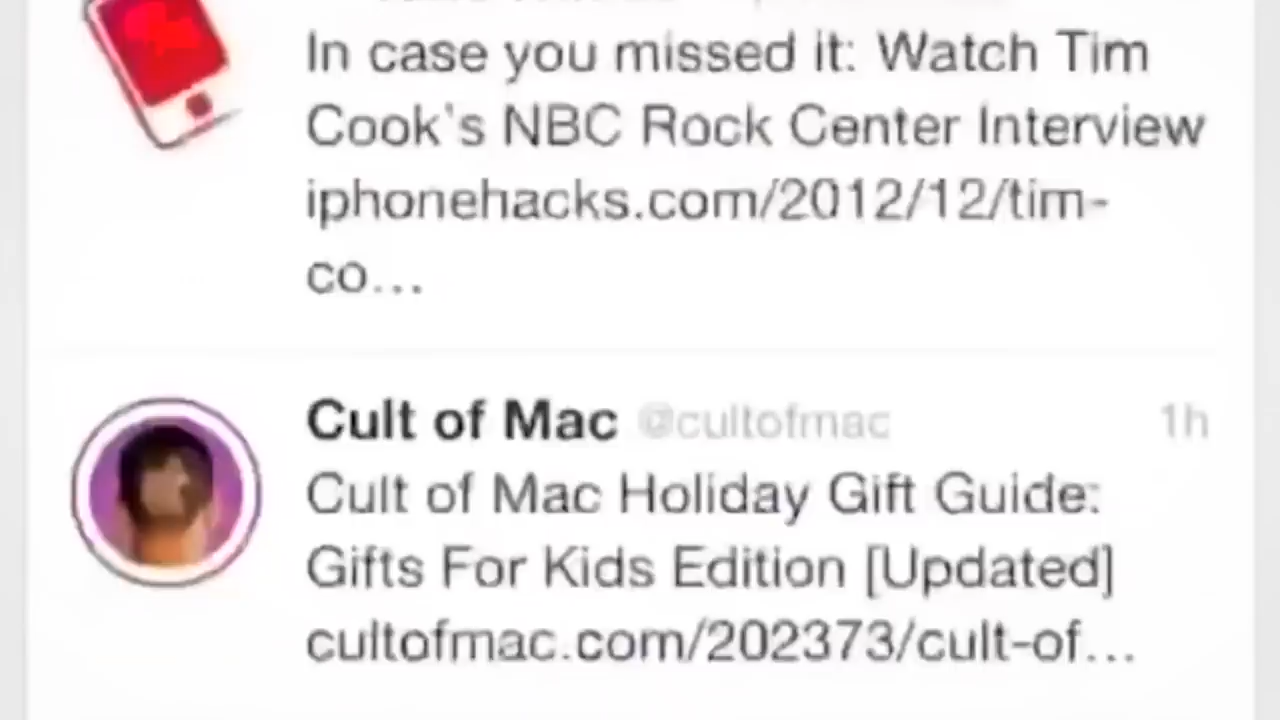 In case you missed it: Watch Tim
Cook's NBC Rock Center Interview
iphonehacks.com/2012/12/tim-
co...
Cult of Mac @cultofmac 1h
Cult of Mac Holiday Gift Guide:
Gifts For Kids Edition [Updated]
cultofmac.com/202373/cult-of...